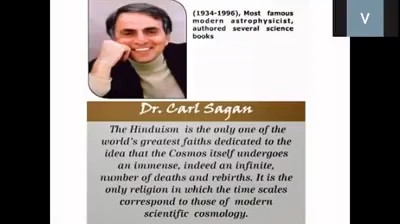 (1934-1996), Most famous
modern astrophysicist,
authored several science
books
V
Dr. Carl Sagan
The Hinduism is the only one of the
world's greatest faiths dedicated to the
idea that the Cosmos itself undergoes
an immense, indeed an infinite,
number of deaths and rebirths. It is the
only religion in which the time scales
correspond to those of modern
scientific cosmology.